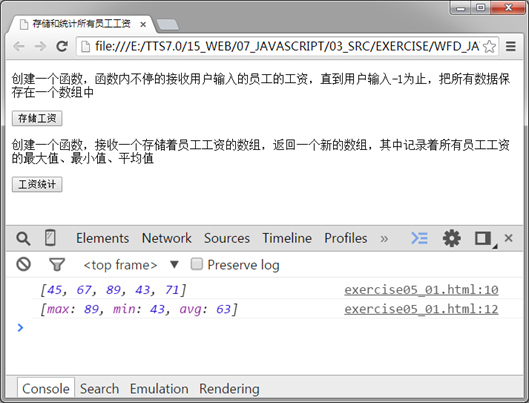 存储和统计所有员工工资
file:///E:/TTS7.0/15_WEB/07_JAVASCRIPT/03_SRC/EXERCISE/WFD_JA
创建一个函数，函数内不停的接收用户输入的员工的工资，直到用户输入-1为止，把所有数据保
存在一个数组中
存储工资
创建一个函数，接收一个存储着员工工资的数组，返回一个新的数组，其中记录着所有员工工资
的最大值、最小值、平均值
工资统计
Elements Network Sources Timeline Profiles »
<top frame> ▼ Preserve log
[45, 67, 89, 43, 71] exercise05_01.html:10
[max: 89, min: 43, avg: 63] exercise05_01.html:12
>
Console Search Emulation Rendering